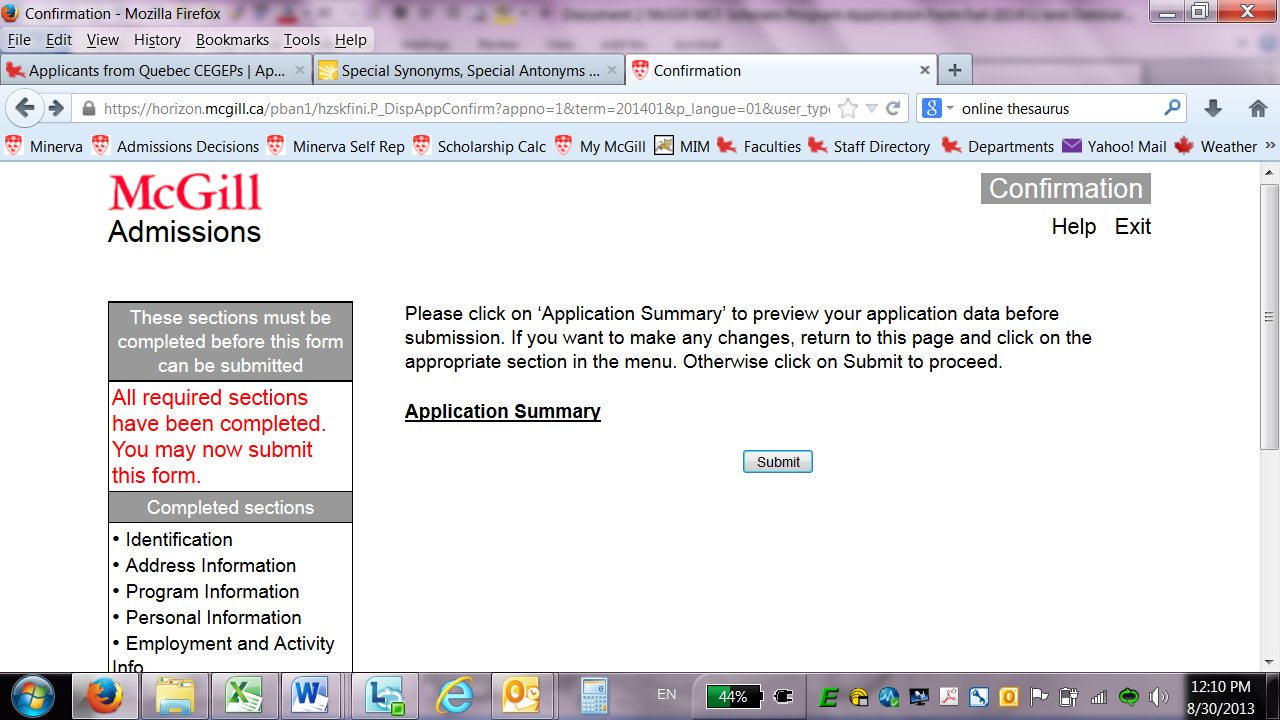 Confirmation - Mozilla Firefox
File Edit View History Bookmarks Tools Help
Applicants from Quebec CEGEPs | Ap...
Special Synonyms, Special Antonyms ...
Confirmation
https://horizon.mcgill.ca/pban1/hzskfini.P_DispAppConfirm?appno=1&term=201401&p_langue=01&user_type
online thesaurus
Minerva Admissions Decisions Minerva Self Rep Scholarship Calc My McGill MIM Faculties Staff Directory Departments Yahoo! Mail Weather »
McGill
Admissions
Confirmation
Help Exit
These sections must be
completed before this form
can be submitted
All required sections
have been completed.
You may now submit
this form.
Completed sections
• Identification
• Address Information
• Program Information
• Personal Information
• Employment and Activity
Info
Please click on ‘Application Summary’ to preview your application data before
submission. If you want to make any changes, return to this page and click on the
appropriate section in the menu. Otherwise click on Submit to proceed.
Application Summary
Submit
EN
44%
12:10 PM
8/30/2013